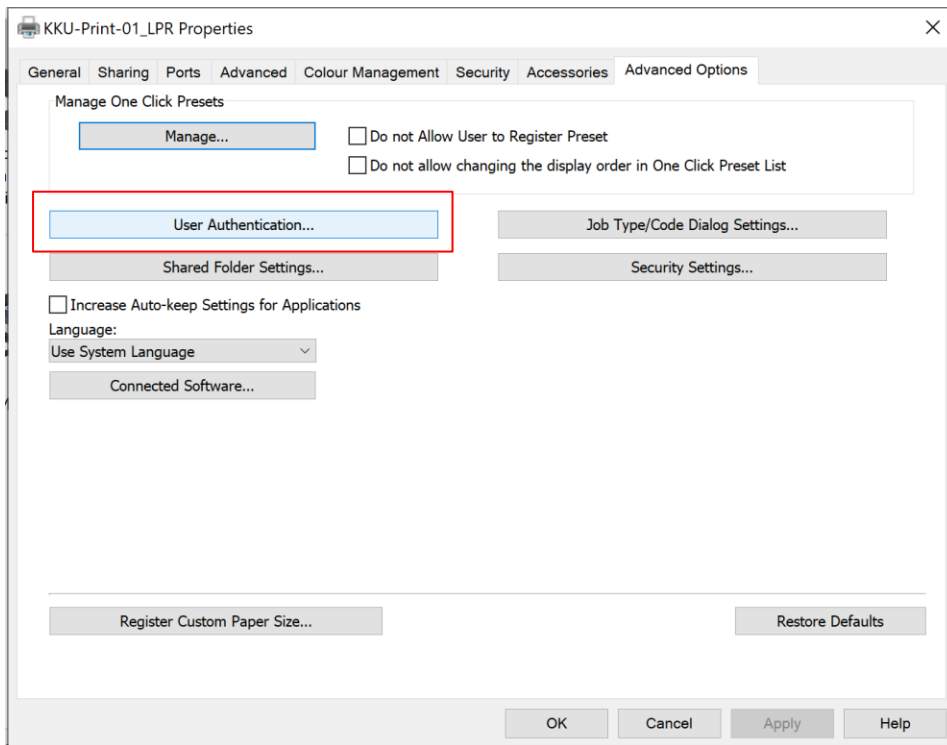 KKU-Print-01_LPR Properties
General Sharing Ports Advanced Colour Management Security Accessories Advanced Options
Manage One Click Presets
Manage... Do not Allow User to Register Preset
Do not allow changing the display order in One Click Preset List
User Authentication... Job Type/Code Dialog Settings...
Shared Folder Settings... Security Settings...
Increase Auto-keep Settings for Applications
Language:
Use System Language
Connected Software...
Register Custom Paper Size... Restore Defaults
OK Cancel Apply Help